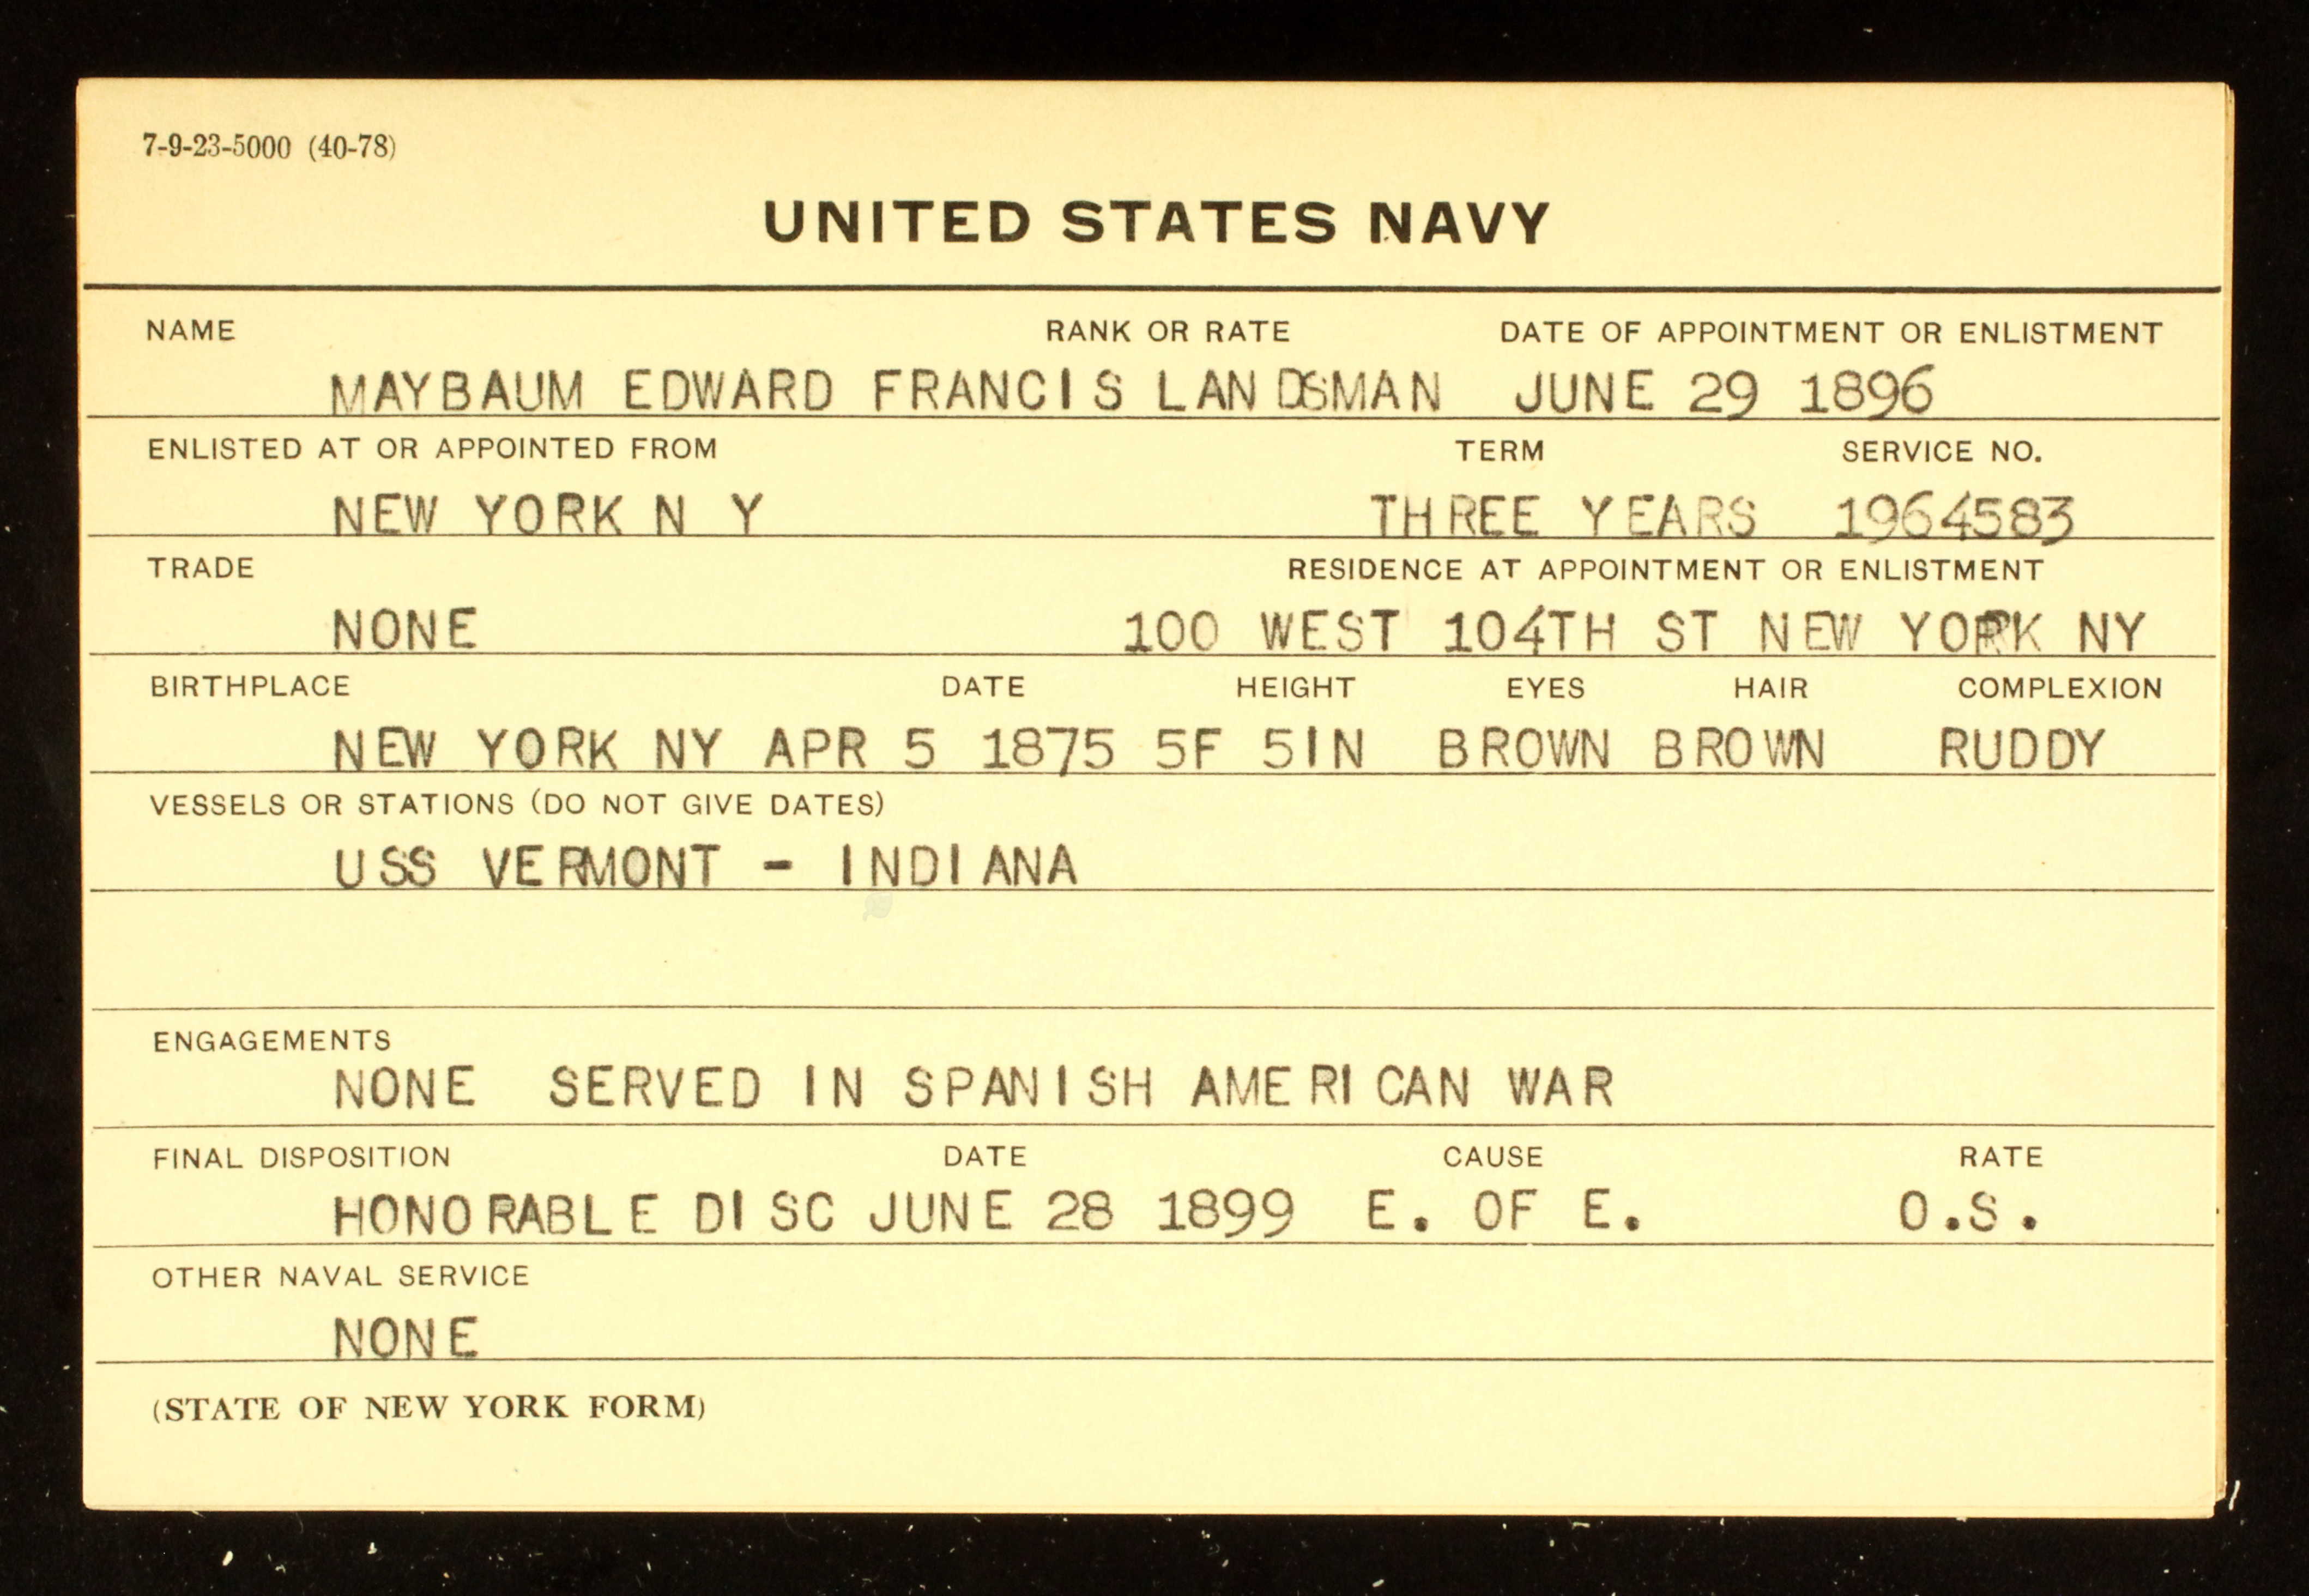 7-9-23-5000 (40-78)
UNITED STATES NAVY
NAME RANK OR RATE DATE OF APPOINTMENT OR ENLISTMENT
MAYBAUM EDWARD FRANCIS LANDSMAN JUNE 29 1896
ENLISTED AT OR APPOINTED FROM TERM SERVICE NO.
NEW YORK N Y THREE YEARS 1964583
TRADE RESIDENCE AT APPOINTMENT OR ENLISTMENT
NONE 100 WEST 104TH ST NEW YORK NY
BIRTHPLACE DATE HEIGHT EYES HAIR COMPLEXION
NEW YORK NY APR 5 1875 5F 5IN BROWN BROWN RUDDY
VESSELS OR STATIONS (DO NOT GIVE DATES)
USS VERMONT - INDIANA
ENGAGEMENTS
NONE SERVED IN SPANISH AMERICAN WAR
FINAL DISPOSITION DATE CAUSE RATE
HONORABLE DISC JUNE 28 1899 E. OF E. O.S.
OTHER NAVAL SERVICE
NONE
(STATE OF NEW YORK FORM)